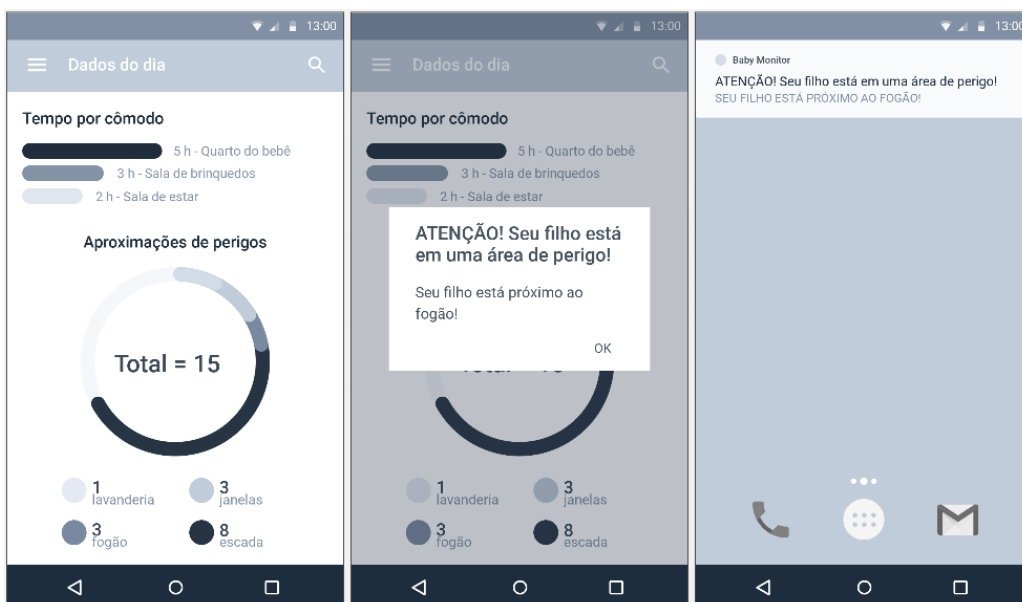 13:00
Dados do dia
Tempo por cômodo
5 h - Quarto do bebê
3 h - Sala de brinquedos
2 h - Sala de estar
Aproximações de perigos
Total = 15
1
lavanderia
3
janelas
3
fogão
8
escada
13:00
Dados do dia
Tempo por cômodo
5 h - Quarto do bebê
3 h - Sala de brinquedos
2 h - Sala de estar
ATENÇÃO! Seu filho está
em uma área de perigo!
Seu filho está próximo ao
fogão!
OK
1
lavanderia
3
janelas
3
fogão
8
escada
13:00
Baby Monitor
ATENÇÃO! Seu filho está em uma área de perigo!
SEU FILHO ESTÁ PRÓXIMO AO FOGÃO!